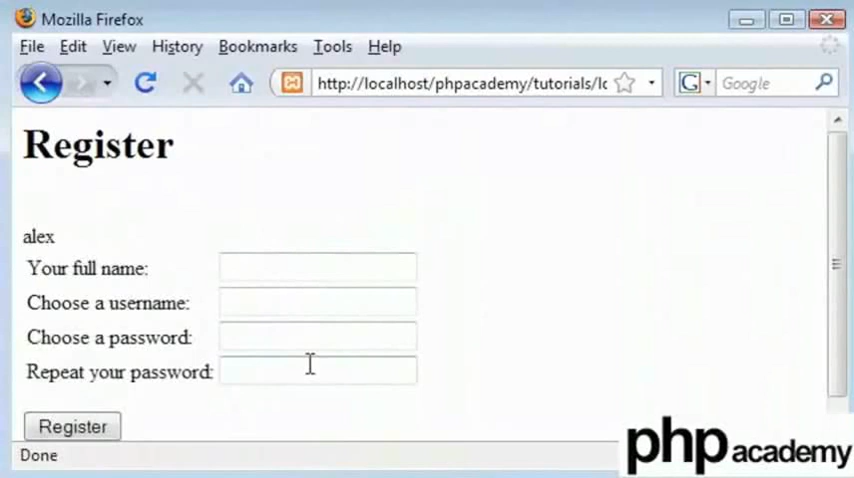 Mozilla Firefox
File Edit View History Bookmarks Tools Help
http://localhost/phpacademy/tutorials/lo
G Google
Register
alex
Your full name:
Choose a username:
Choose a password:
Repeat your password:
Register
Done
php academy